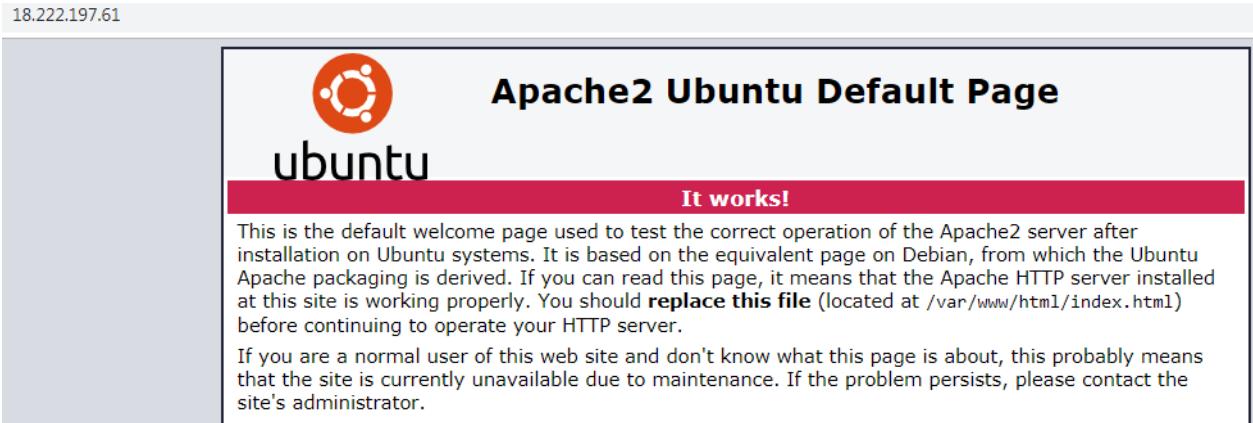 18.222.197.61
Apache2 Ubuntu Default Page
ubuntu
It works!
This is the default welcome page used to test the correct operation of the Apache2 server after
installation on Ubuntu systems. It is based on the equivalent page on Debian, from which the Ubuntu
Apache packaging is derived. If you can read this page, it means that the Apache HTTP server installed
at this site is working properly. You should replace this file (located at /var/www/html/index.html)
before continuing to operate your HTTP server.
If you are a normal user of this web site and don't know what this page is about, this probably means
that the site is currently unavailable due to maintenance. If the problem persists, please contact the
site's administrator.